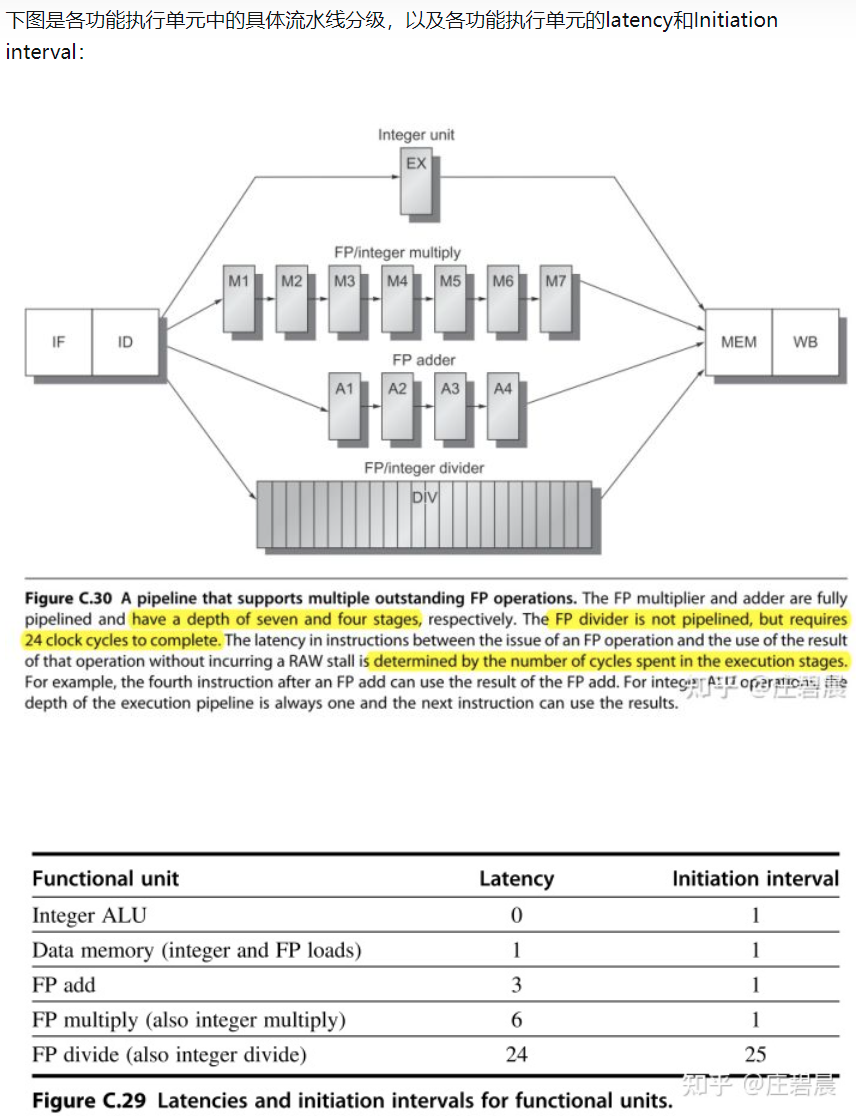 下图是各功能执行单元中的具体流水线分级，以及各功能执行单元的latency和Initiation
interval：
Integer unit
EX
FP/integer multiply
M1 M2 M3 M4 M5 M6 M7
IF ID MEM WB
FP adder
A1 A2 A3 A4
FP/integer divider
DIV
Figure C.30 A pipeline that supports multiple outstanding FP operations. The FP multiplier and adder are fully
pipelined and have a depth of seven and four stages, respectively. The FP divider is not pipelined, but requires
24 clock cycles to complete. The latency in instructions between the issue of an FP operation and the use of the result
of that operation without incurring a RAW stall is determined by the number of cycles spent in the execution stages.
For example, the fourth instruction after an FP add can use the result of the FP add. For integer ALU operations, the
知乎 @庄碧晨
depth of the execution pipeline is always one and the next instruction can use the results.
Functional unit Latency Initiation interval
Integer ALU 0 1
Data memory (integer and FP loads) 1 1
FP add 3 1
FP multiply (also integer multiply) 6 1
FP divide (also integer divide) 24 25
知乎 @庄碧晨
Figure C.29 Latencies and initiation intervals for functional units.